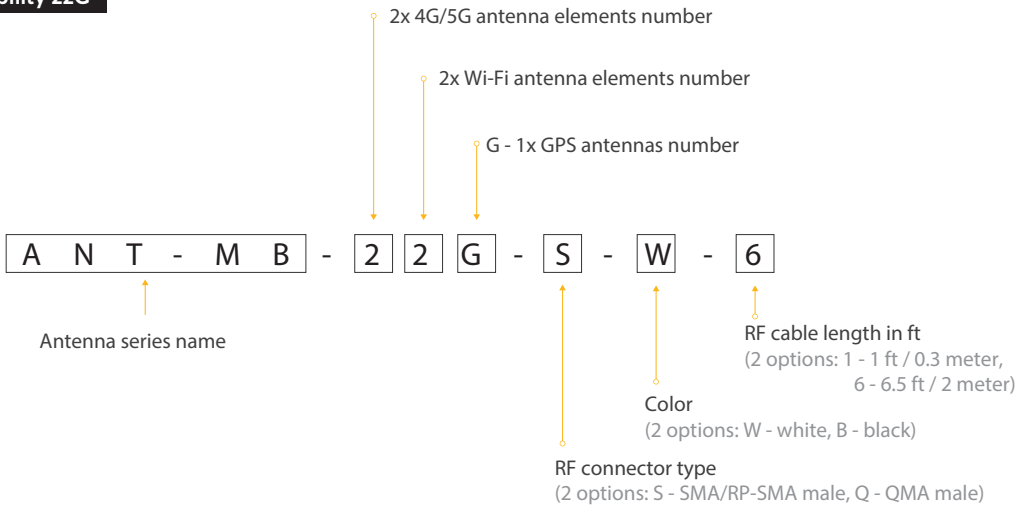 22G
2x 4G/5G antenna elements number
2x Wi-Fi antenna elements number
G - 1x GPS antennas number
A N T - M B - 2 2 G - S - W - 6
Antenna series name
RF cable length in ft
(2 options: 1 - 1 ft / 0.3 meter,
6 - 6.5 ft / 2 meter)
Color
(2 options: W - white, B - black)
RF connector type
(2 options: S - SMA/RP-SMA male, Q - QMA male)